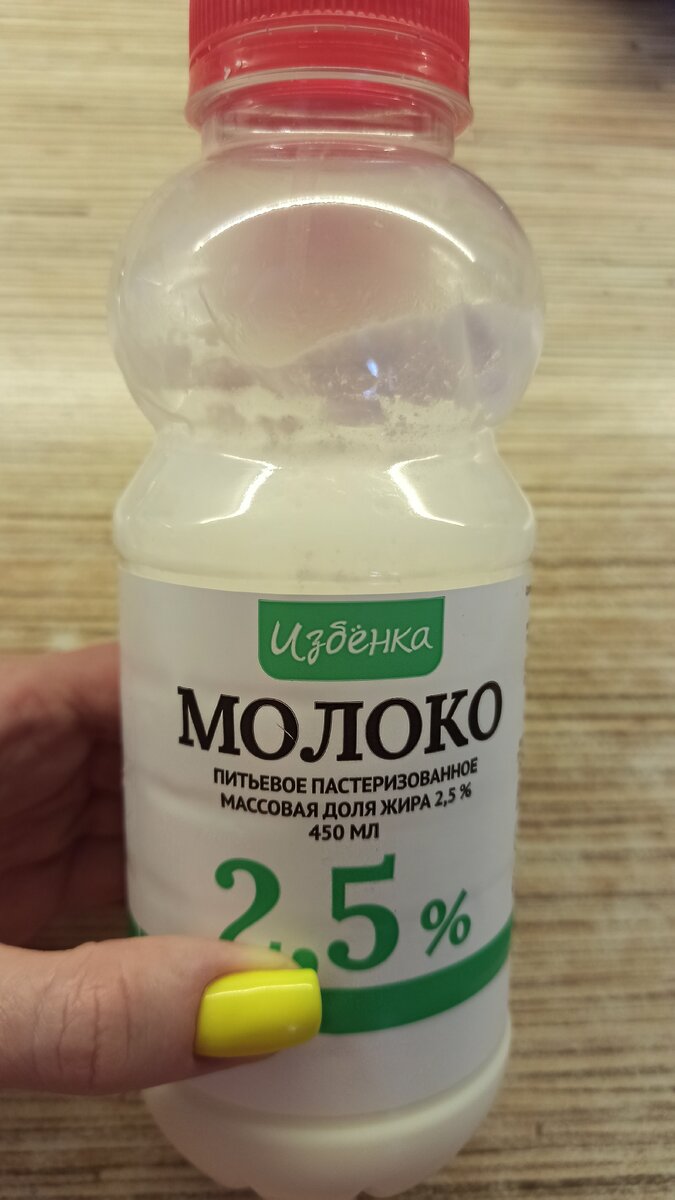 Избёнка
МОЛОКО
ПИТЬЕВОЕ ПАСТЕРИЗОВАННОЕ
МАССОВАЯ ДОЛЯ ЖИРА 2,5 %
450 МЛ
2,5 %